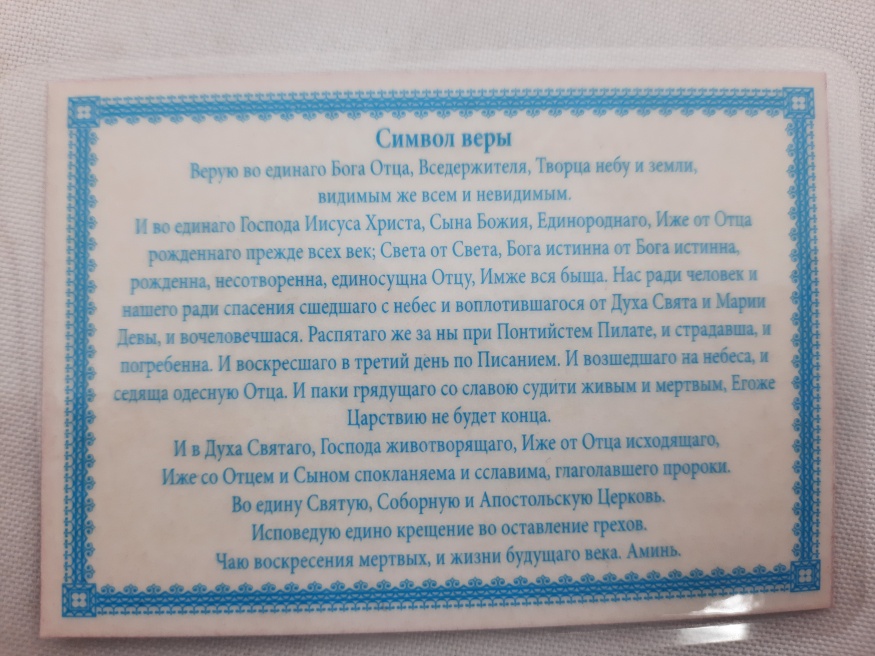 Символ веры
Верую во единаго Бога Отца, Вседержителя, Творца небу и земли,
видимым же всем и невидимым.
И во единаго Господа Иисуса Христа, Сына Божия, Единороднаго, Иже от Отца
рожденнаго прежде всех век; Света от Света, Бога истинна от Бога истинна,
рожденна, несотворенна, единосущна Отцу, Имже вся быша. Нас ради человек и
нашего ради спасения сшедшаго с небес и воплотившагося от Духа Свята и Марии
Девы, и вочеловечшася. Распятаго же за ны при Понтийстем Пилате, и страдавша, и
погребенна. И воскресшаго в третий день по Писанием. И возшедшаго на небеса, и
седяща одесную Отца. И паки грядущаго со славою судити живым и мертвым, Егоже
Царствию не будет конца.
И в Духа Святаго, Господа животворящаго, Иже от Отца исходящаго,
Иже со Отцем и Сыном спокланяема и сславима, глаголавшего пророки.
Во едину Святую, Соборную и Апостольскую Церковь.
Исповедую едино крещение во оставление грехов.
Чаю воскресения мертвых, и жизни будущаго века. Аминь.